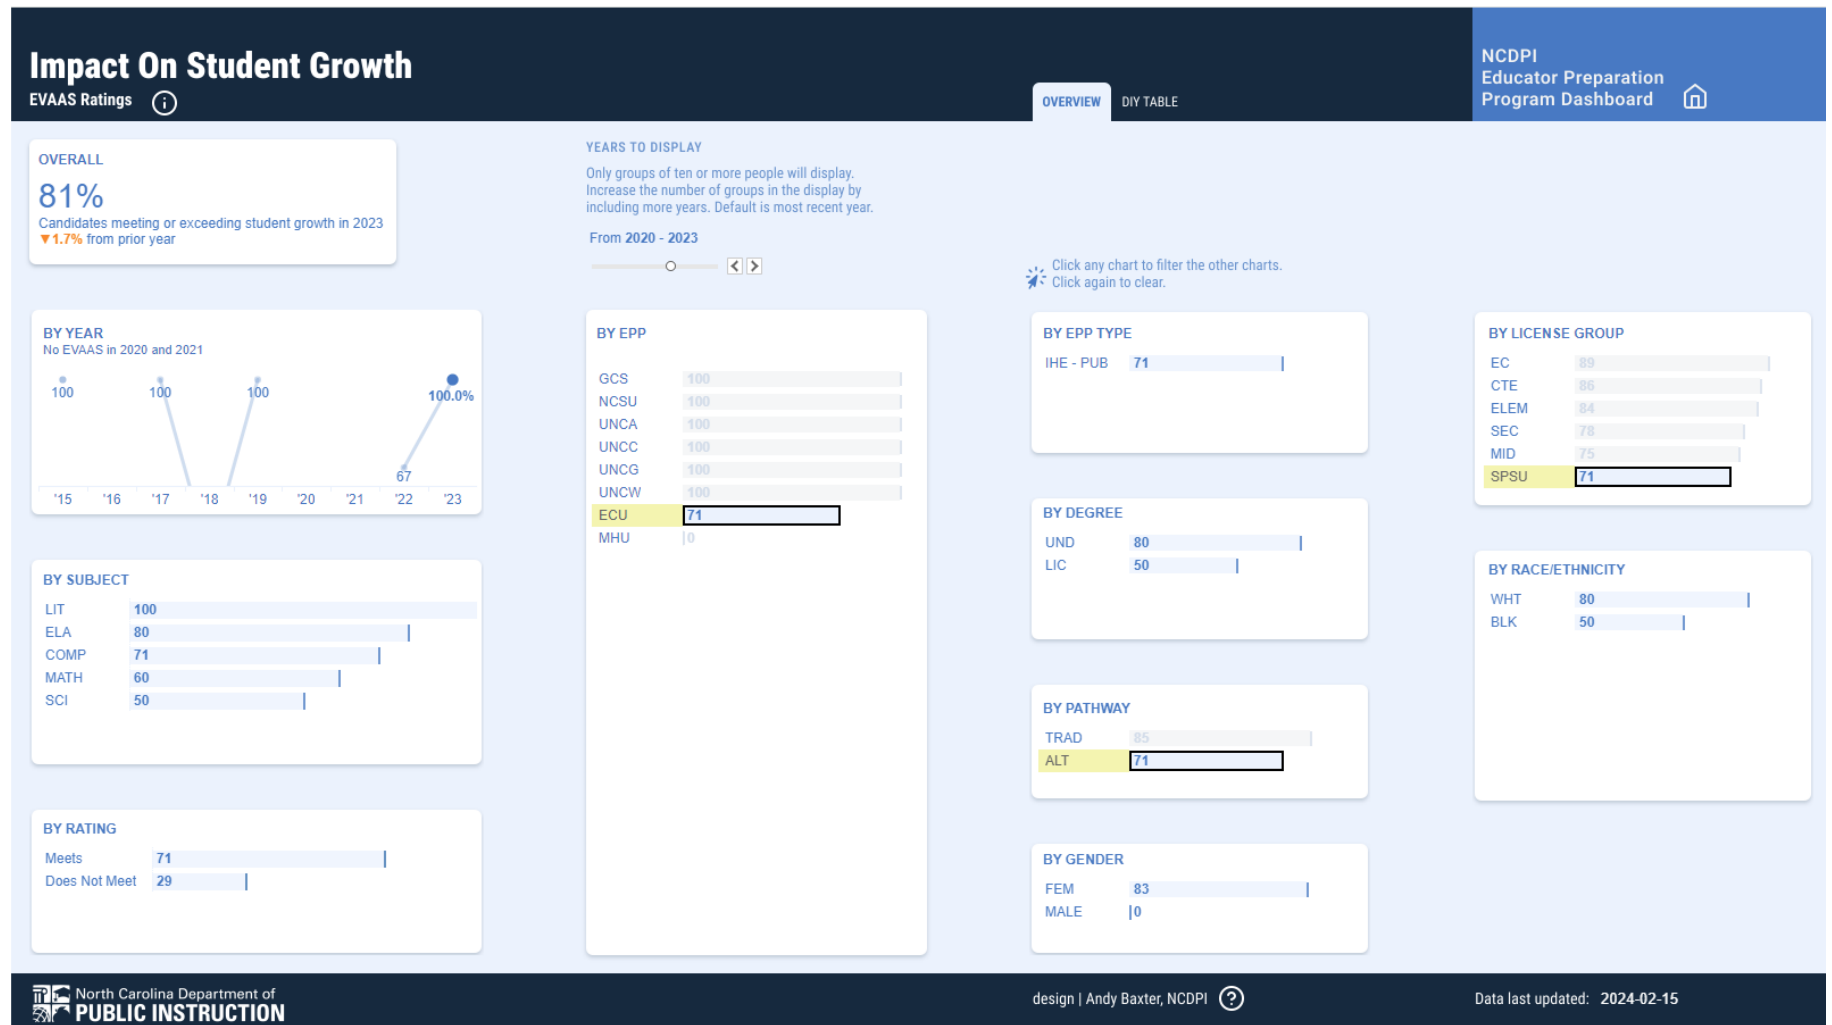 Impact On Student Growth
EVAAS Ratings
OVERVIEW
DIY TABLE
NCDPI
Educator Preparation
Program Dashboard
OVERALL
81%
Candidates meeting or exceeding student growth in 2023
▼1.7% from prior year
YEARS TO DISPLAY
Only groups of ten or more people will display.
Increase the number of groups in the display by
including more years. Default is most recent year.
From 2020 - 2023
Click any chart to filter the other charts.
Click again to clear.
BY YEAR
No EVAAS in 2020 and 2021
100
100
100
100.0%
67
'15 '16 '17 '18 '19 '20 '21 '22 '23
BY SUBJECT
LIT 100
ELA 80
COMP 71
MATH 60
SCI 50
BY RATING
Meets 71
Does Not Meet 29
BY EPP
GCS 100
NCSU 100
UNCA 100
UNCC 100
UNCG 100
UNCW 100
ECU 71
MHU 0
BY EPP TYPE
IHE - PUB 71
BY DEGREE
UND 80
LIC 50
BY PATHWAY
TRAD 85
ALT 71
BY GENDER
FEM 83
MALE 0
BY LICENSE GROUP
EC 89
CTE 86
ELEM 84
SEC 78
MID 75
SPSU 71
BY RACE/ETHNICITY
WHT 80
BLK 50
North Carolina Department of
PUBLIC INSTRUCTION
design | Andy Baxter, NCDPI
Data last updated: 2024-02-15